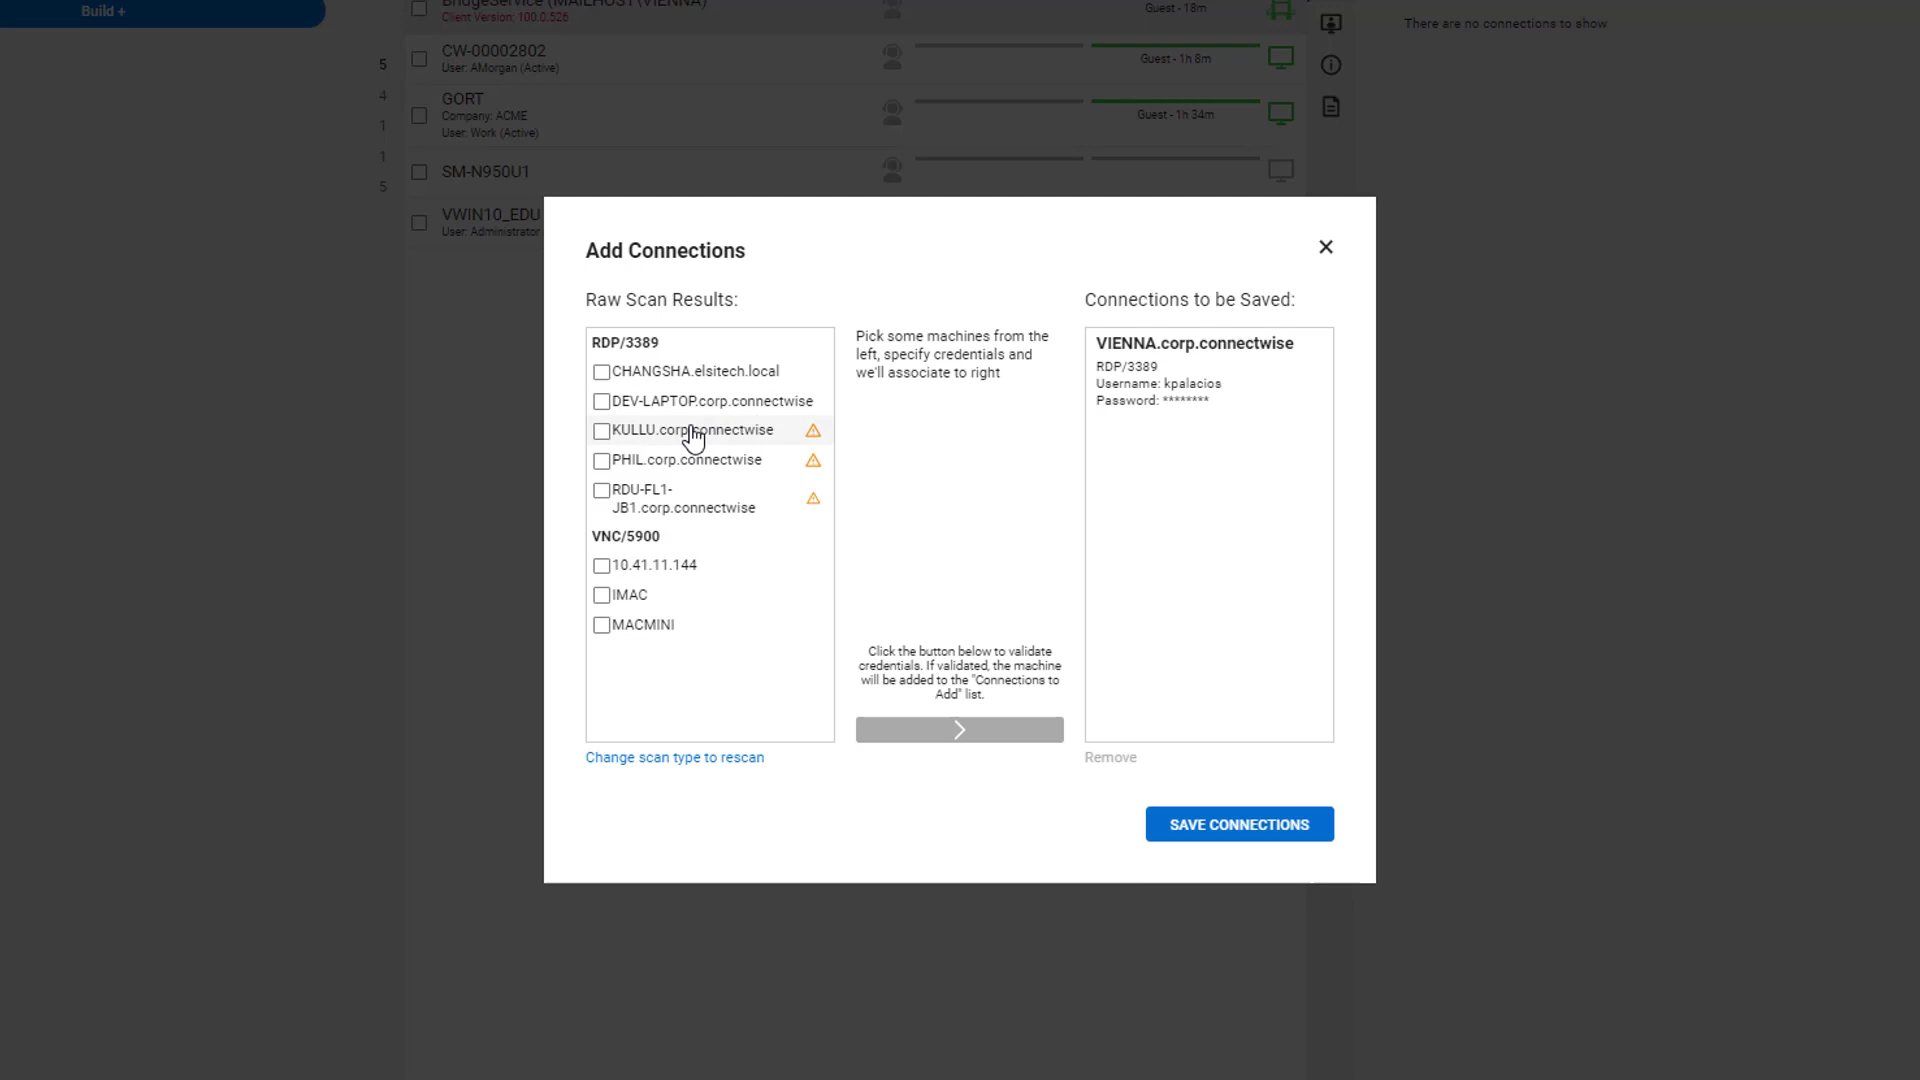 Build +
BridgeService (MAILHOST\VIENNA)
Client Version: 100.0.526
Guest - 18m
There are no connections to show
5
CW-00002802
User: AMorgan (Active)
Guest - 1h 8m
4
GORT
Company: ACME
User: Work (Active)
Guest - 1h 34m
1
1
SM-N950U1
5
VWIN10_EDU
User: Administrator
Add Connections
Raw Scan Results:
RDP/3389
CHANGSHA.elsitech.local
DEV-LAPTOP.corp.connectwise
KULLU.corp.connectwise
PHIL.corp.connectwise
RDU-FL1-
JB1.corp.connectwise
VNC/5900
10.41.11.144
IMAC
MACMINI
Change scan type to rescan
Pick some machines from the
left, specify credentials and
we'll associate to right
Click the button below to validate
credentials. If validated, the machine
will be added to the "Connections to
Add" list.
Connections to be Saved:
VIENNA.corp.connectwise
RDP/3389
Username: kpalacios
Password: ********
Remove
SAVE CONNECTIONS